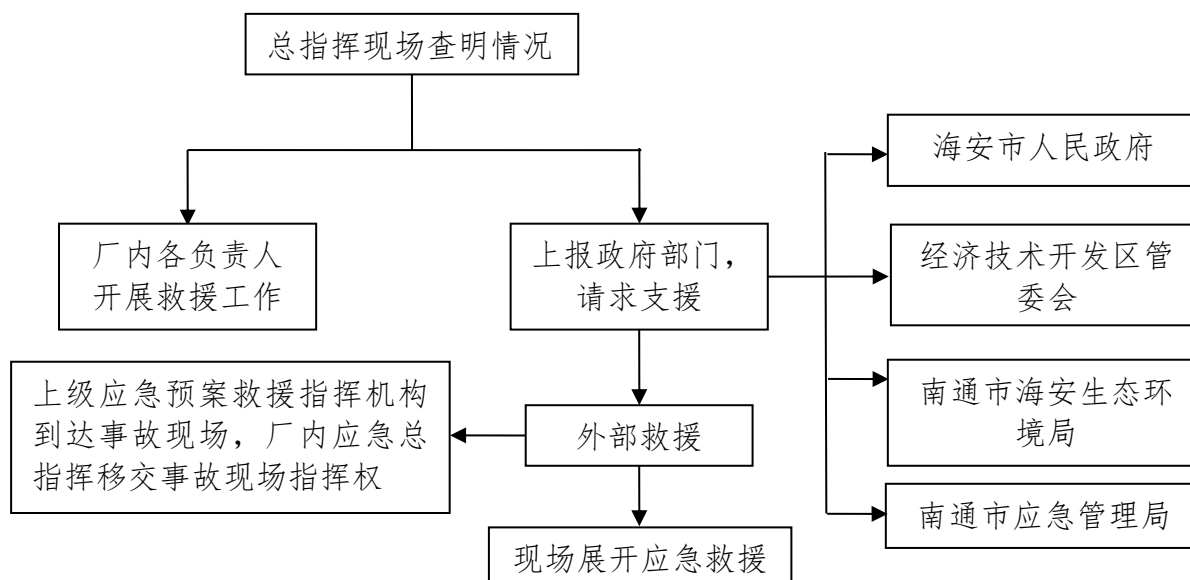 总指挥现场查明情况
海安市人民政府
厂内各负责人
开展救援工作
上报政府部门，
请求支援
经济技术开发区管
委会
上级应急预案救援指挥机构
到达事故现场，厂内应急总
指挥移交事故现场指挥权
外部救援
南通市海安生态环
境局
南通市应急管理局
现场展开应急救援